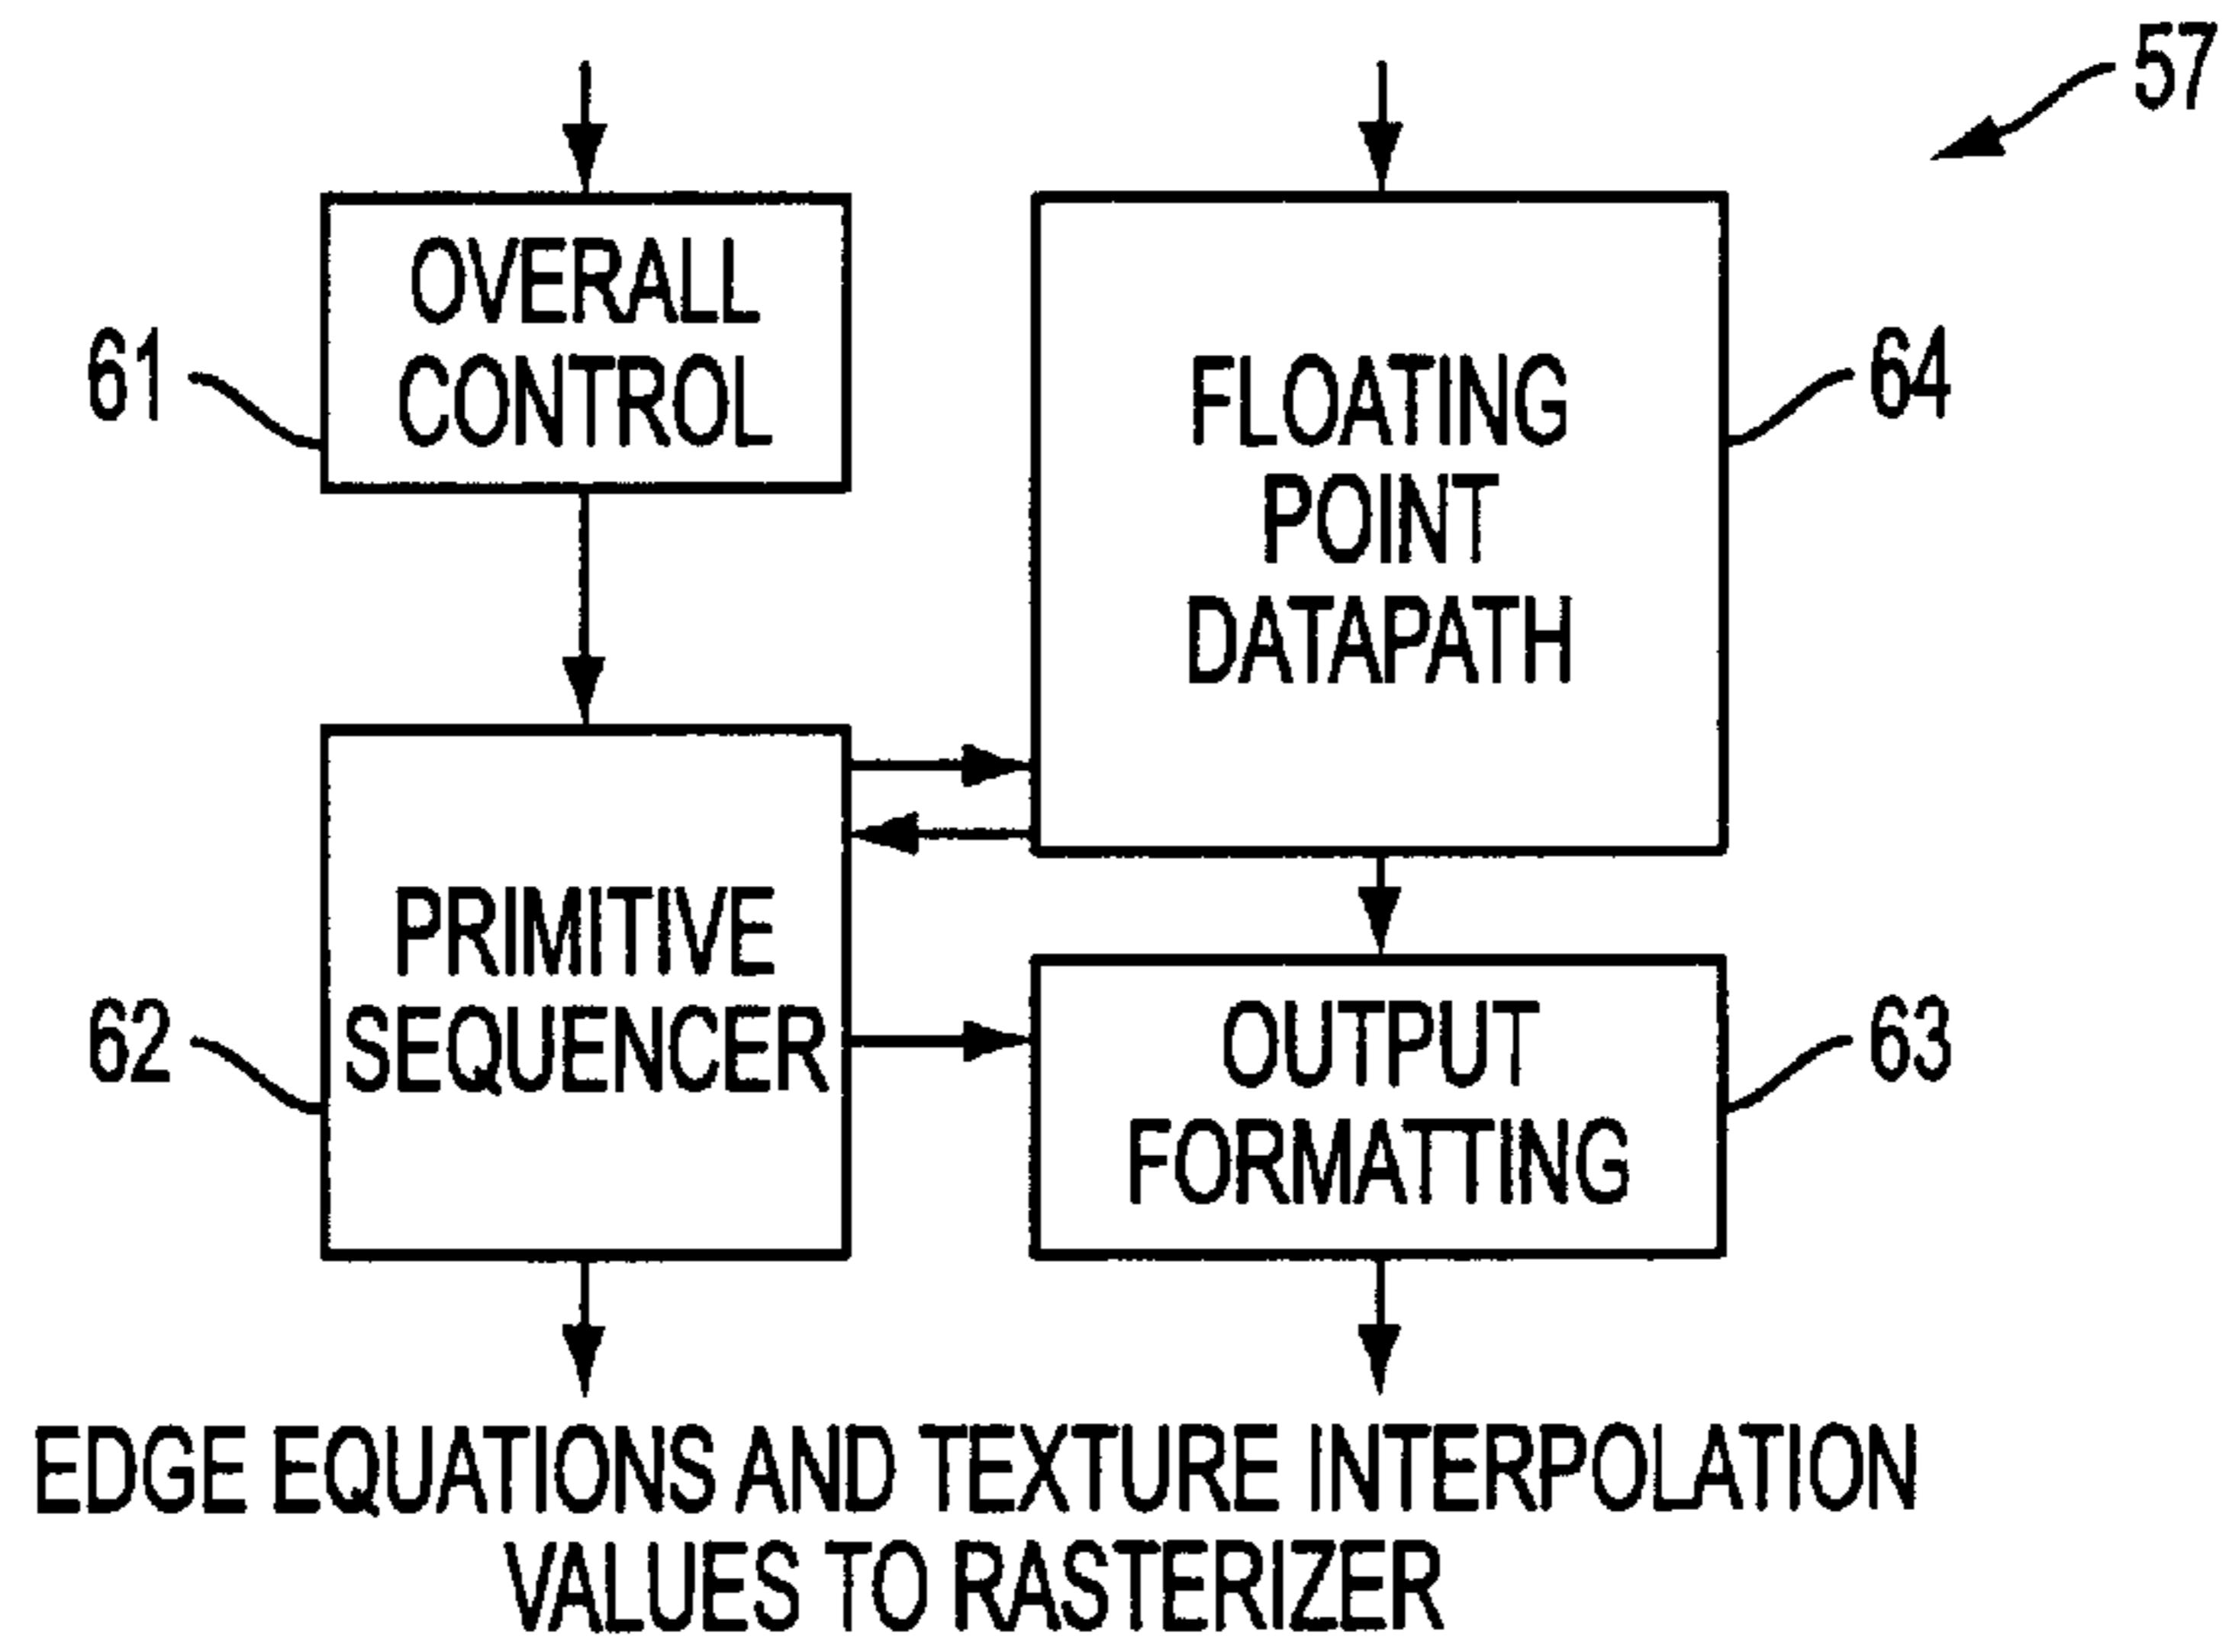 57
OVERALL
CONTROL
61
FLOATING
POINT
DATAPATH
64
PRIMITIVE
SEQUENCER
62
OUTPUT
FORMATTING
63
EDGE EQUATIONS AND TEXTURE INTERPOLATION
VALUES TO RASTERIZER